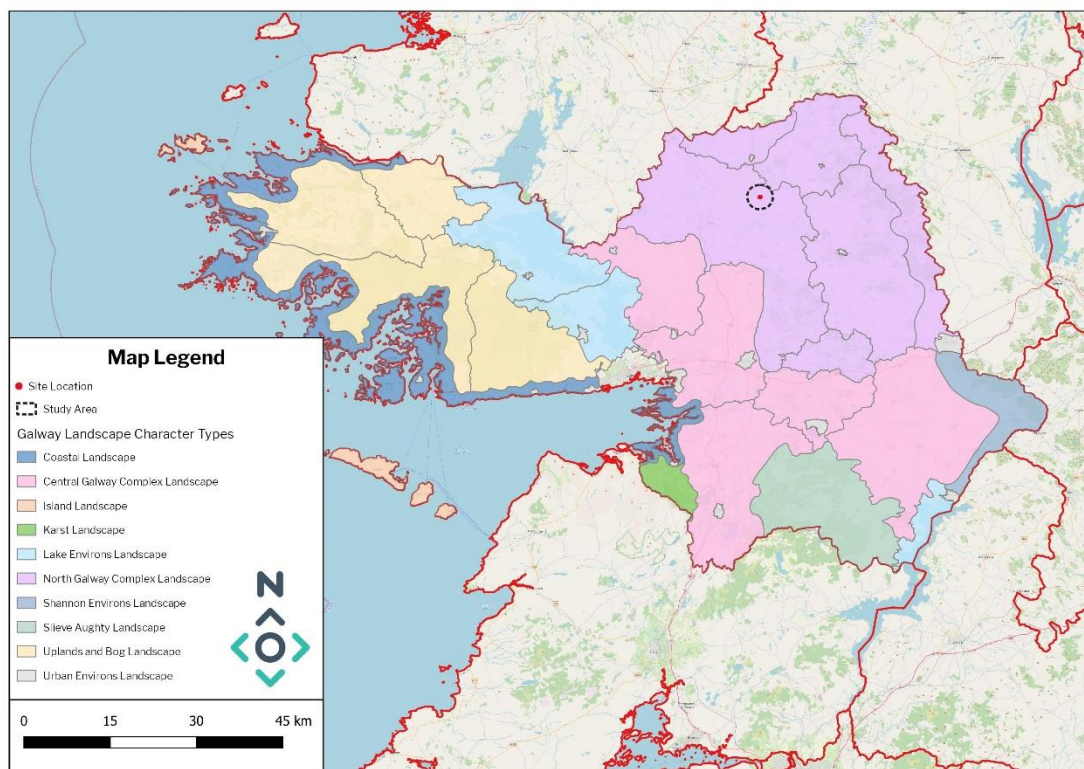 Map Legend
Site Location
Study Area
Galway Landscape Character Types
Coastal Landscape
Central Galway Complex Landscape
Island Landscape
Karst Landscape
Lake Environs Landscape
North Galway Complex Landscape
Shannon Environs Landscape
Slieve Aughty Landscape
Uplands and Bog Landscape
Urban Environs Landscape
N
0 15 30 45 km